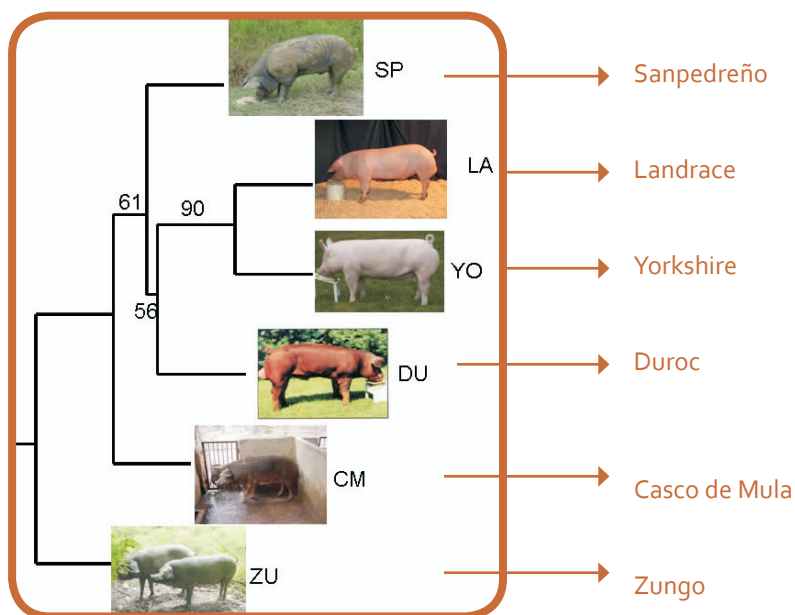 SP
Sanpedreño
LA
Landrace
61
90
YO
Yorkshire
56
DU
Duroc
CM
Casco de Mula
ZU
Zungo